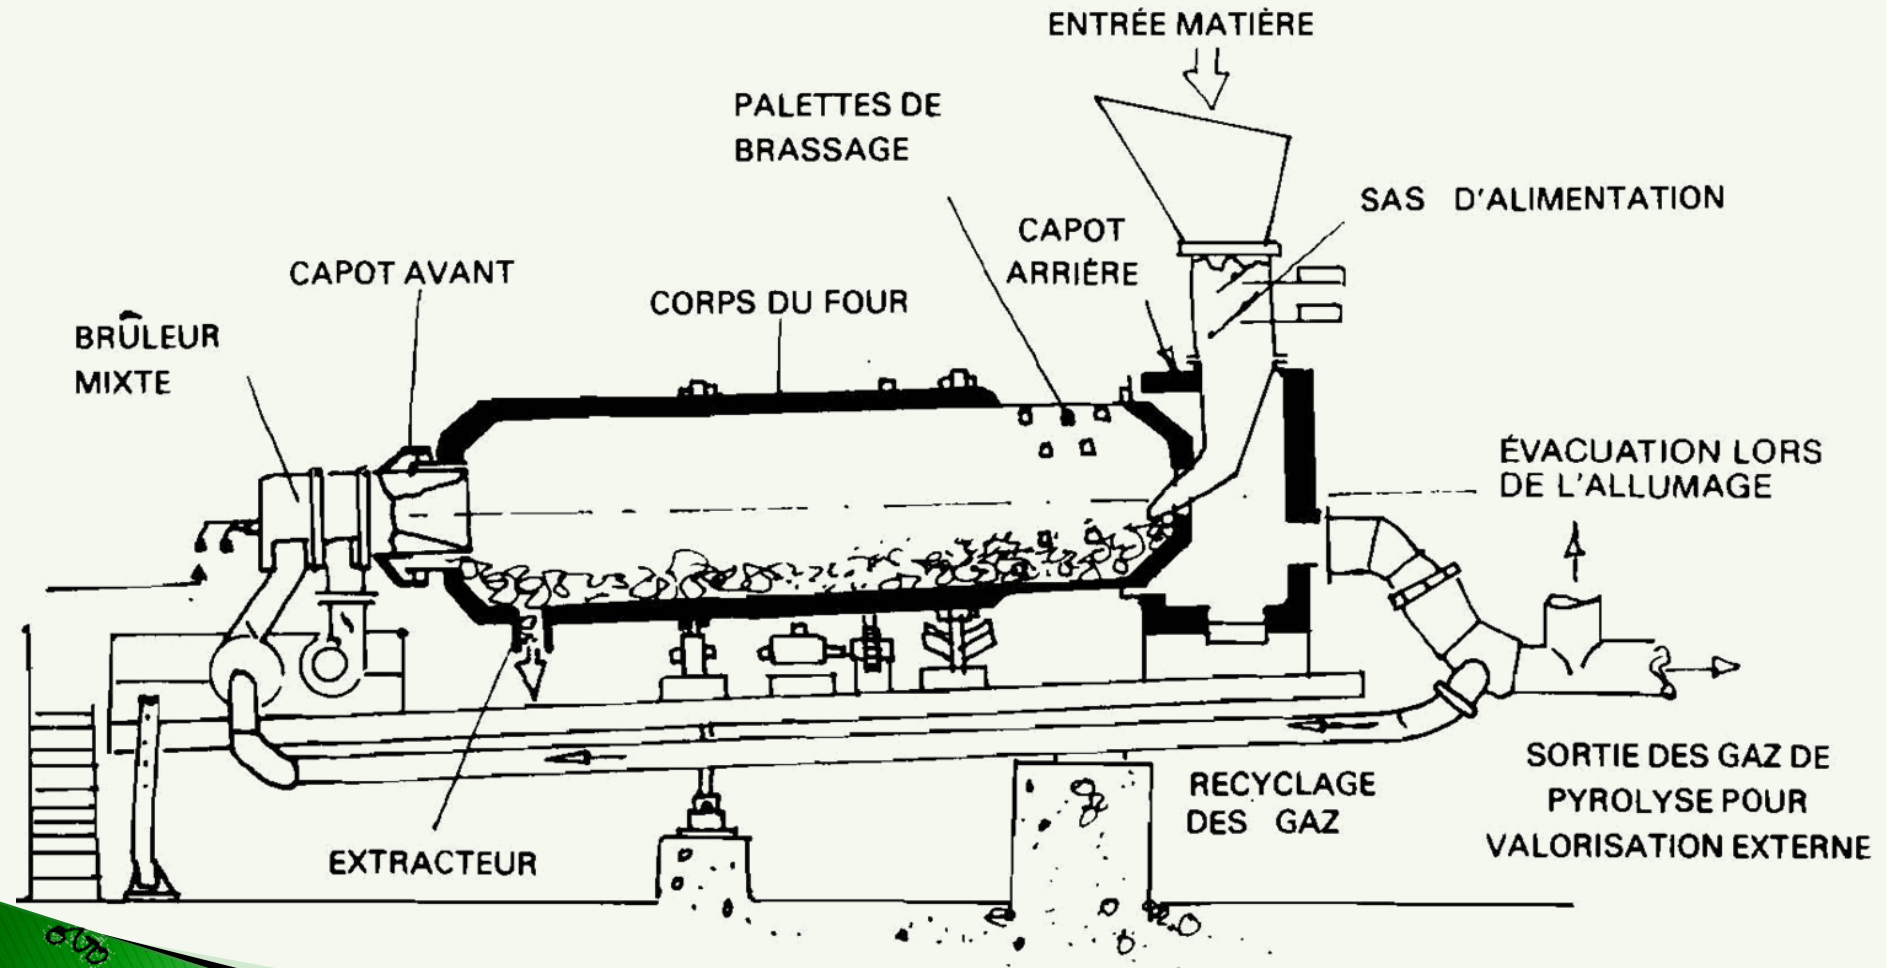 ENTRÉE MATIÈRE
PALETTES DE
BRASSAGE
SAS D'ALIMENTATION
CAPOT
ARRIÉRE
CAPOT AVANT
CORPS DU FOUR
BRÛLEUR
MIXTE
ÉVACUATION LORS
DE L'ALLUMAGE
RECYCLAGE
DES GAZ
SORTIE DES GAZ DE
PYROLYSE POUR
VALORISATION EXTERNE
EXTRACTEUR